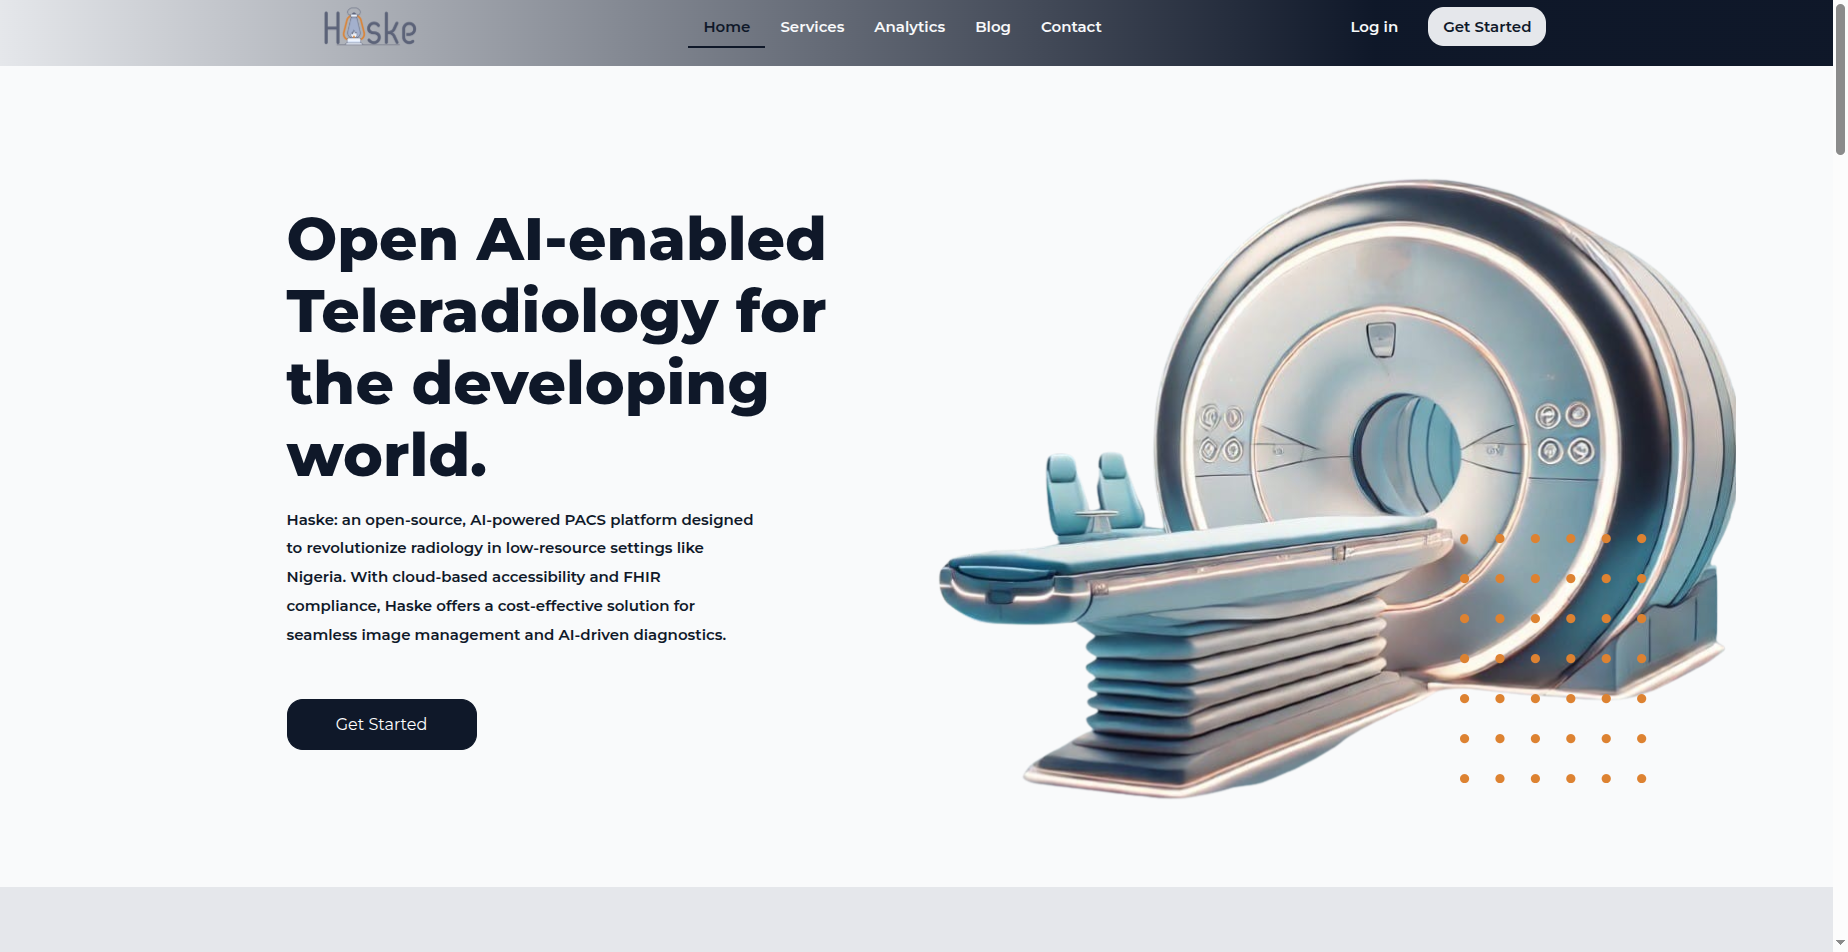 Haske
Home Services Analytics Blog Contact Log in Get Started
Open AI-enabled
Teleradiology for
the developing
world.
Haske: an open-source, AI-powered PACS platform designed
to revolutionize radiology in low-resource settings like
Nigeria. With cloud-based accessibility and FHIR
compliance, Haske offers a cost-effective solution for
seamless image management and AI-driven diagnostics.
Get Started